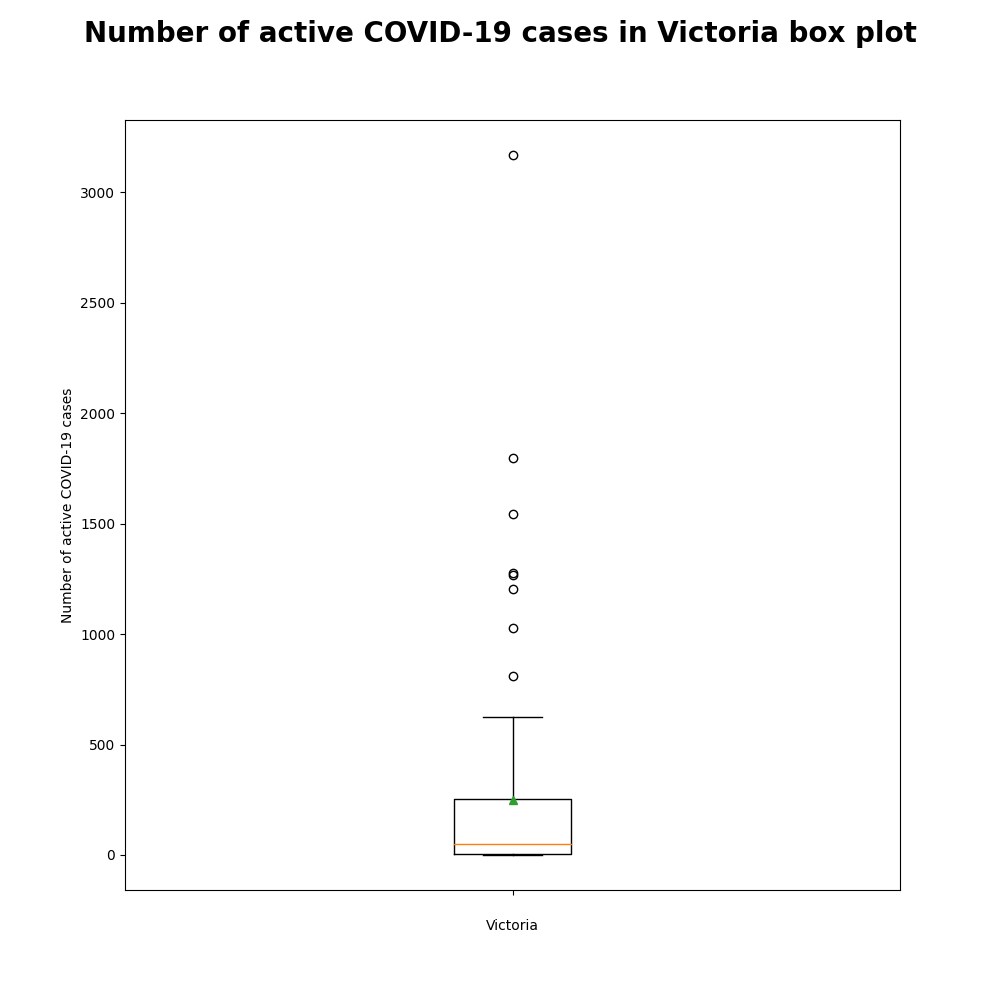 Number of active COVID-19 cases in Victoria box plot
3000
2500
2000
1500
1000
500
0
Number of active COVID-19 cases
Victoria